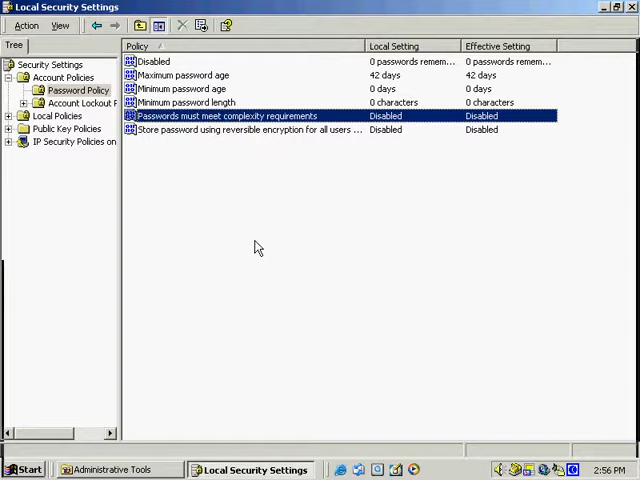 Local Security Settings
Action View
Tree
Security Settings
Account Policies
Password Policy
Account Lockout P
Local Policies
Public Key Policies
IP Security Policies on
Policy Local Setting Effective Setting
Disabled 0 passwords remem... 0 passwords remem...
Maximum password age 42 days 42 days
Minimum password age 0 days 0 days
Minimum password length 0 characters 0 characters
Passwords must meet complexity requirements Disabled Disabled
Store password using reversible encryption for all users ... Disabled Disabled
Start Administrative Tools Local Security Settings 2:56 PM